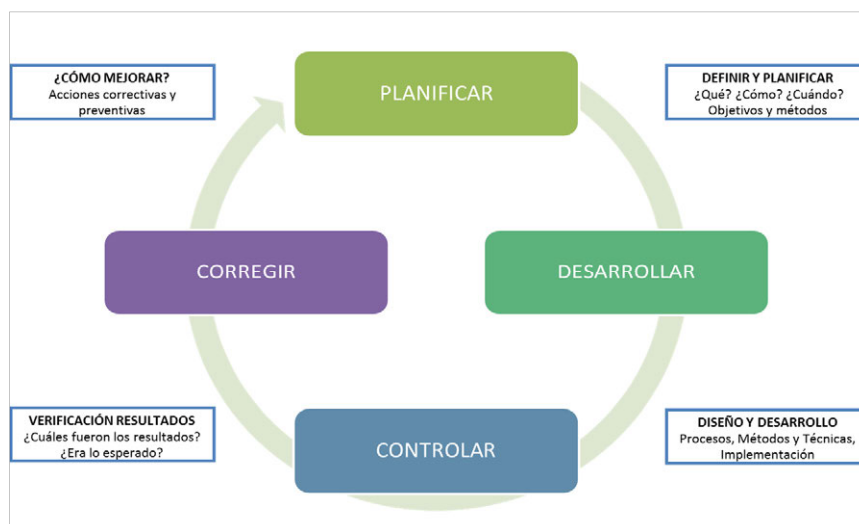 ¿CÓMO MEJORAR?
Acciones correctivas y
preventivas
PLANIFICAR
DEFINIR Y PLANIFICAR
¿Qué? ¿Cómo? ¿Cuándo?
Objetivos y métodos
CORREGIR
DESARROLLAR
VERIFICACIÓN RESULTADOS
¿Cuáles fueron los resultados?
¿Era lo esperado?
CONTROLAR
DISEÑO Y DESARROLLO
Procesos, Métodos y Técnicas,
Implementación